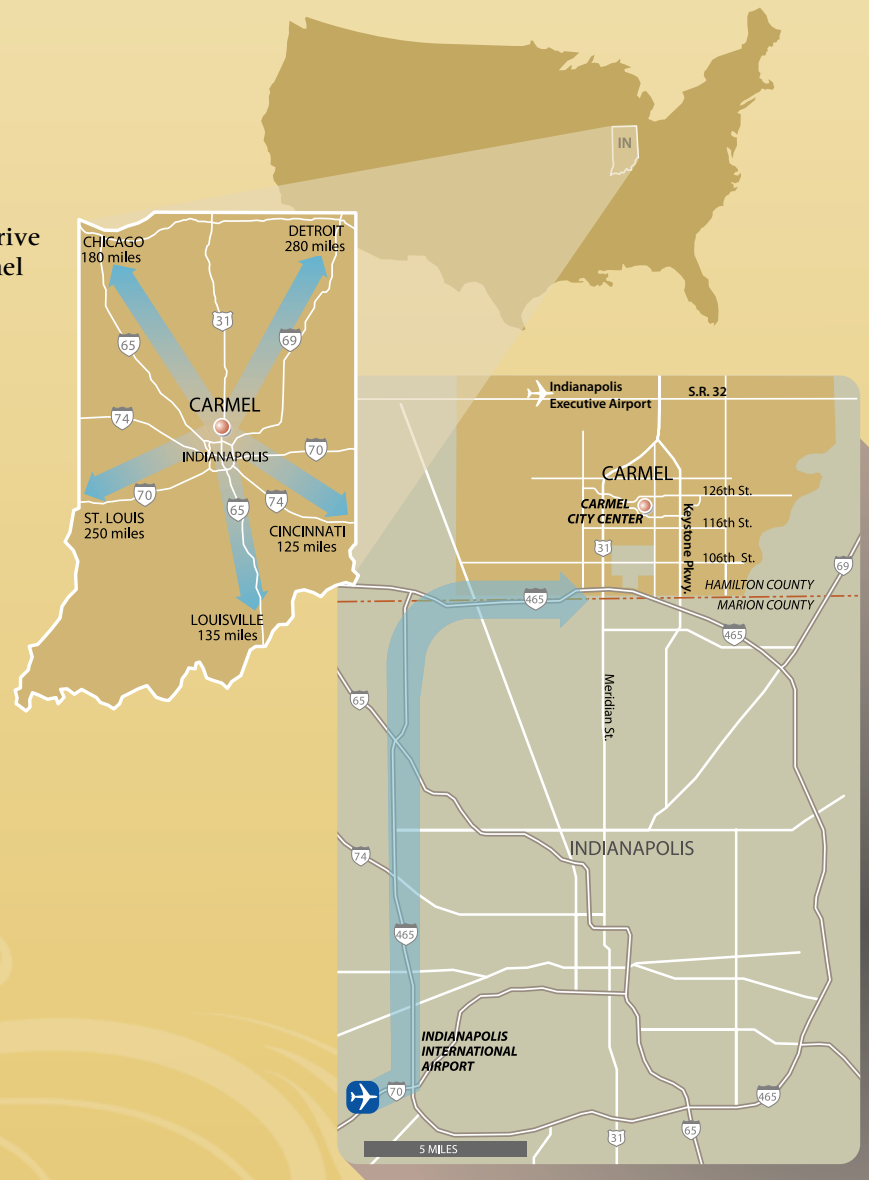 IN
CHICAGO
180 miles
DETROIT
280 miles
31
65
69
CARMEL
74
INDIANAPOLIS
70
70
65
74
ST. LOUIS
250 miles
CINCINNATI
125 miles
LOUISVILLE
135 miles
Indianapolis
Executive Airport
S.R. 32
CARMEL
CARMEL
CITY CENTER
126th St.
116th St.
Keystone Pkwy.
31
106th St.
69
HAMILTON COUNTY
MARION COUNTY
465
465
Meridian St.
65
INDIANAPOLIS
74
465
INDIANAPOLIS
INTERNATIONAL
AIRPORT
70
465
31
65
5 MILES